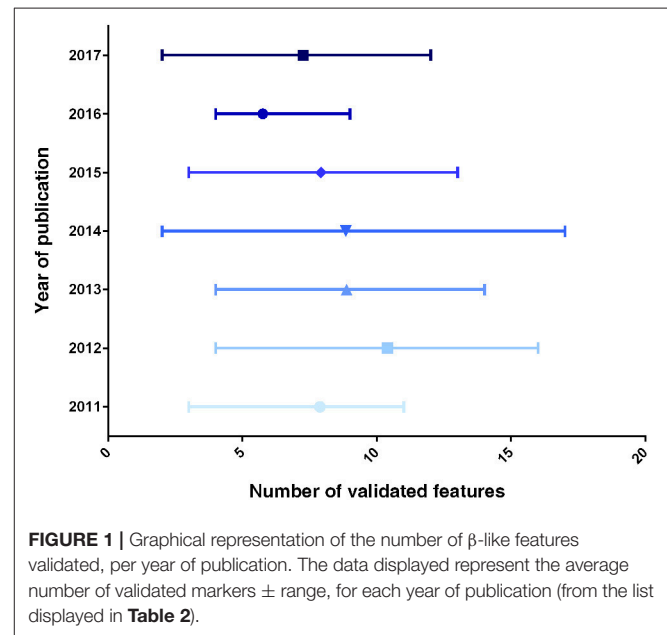 2017
2016
2015
2014
2013
2012
2011
Year of publication
0
5
10
15
20
Number of validated features
FIGURE 1 | Graphical representation of the number of β-like features
validated, per year of publication. The data displayed represent the average
number of validated markers ± range, for each year of publication (from the list
displayed in Table 2).